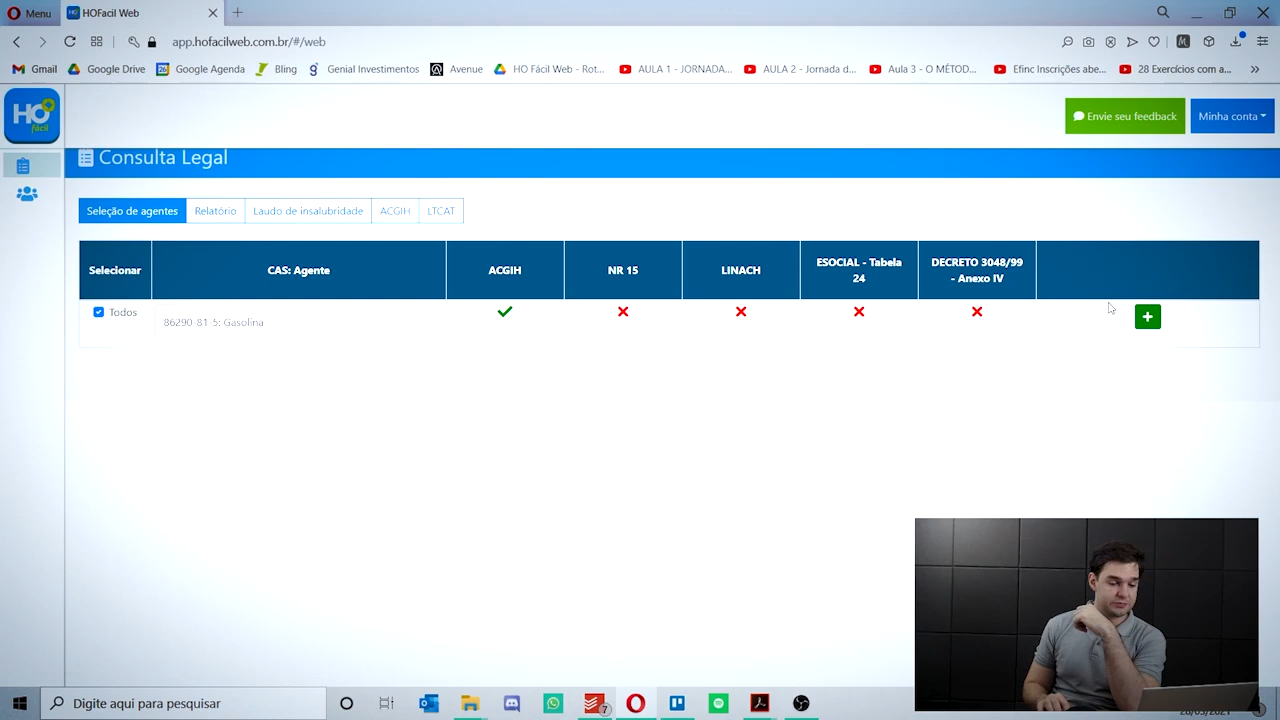 Menu
HOFacil Web
app.hofacilweb.com.br/#/web
Gmail
Google Drive
Google Agenda
Bling
Genial Investimentos
Avenue
HO Fácil Web - Rot...
AULA 1 - JORNADA...
AULA 2 - Jornada d...
Aula 3 - O MÉTOD...
Efinc Inscrições abe...
28 Exercícios com a...
HO
fácil
Envie seu feedback
Minha conta
Consulta Legal
Seleção de agentes
Relatório
Laudo de insalubridade
ACGIH
LTCAT
Selecionar
CAS: Agente
ACGIH
NR 15
LINACH
ESOCIAL - Tabela
24
DECRETO 3048/99
- Anexo IV
Todos
86290-81-5: Gasolina
Digite aqui para pesquisar
7